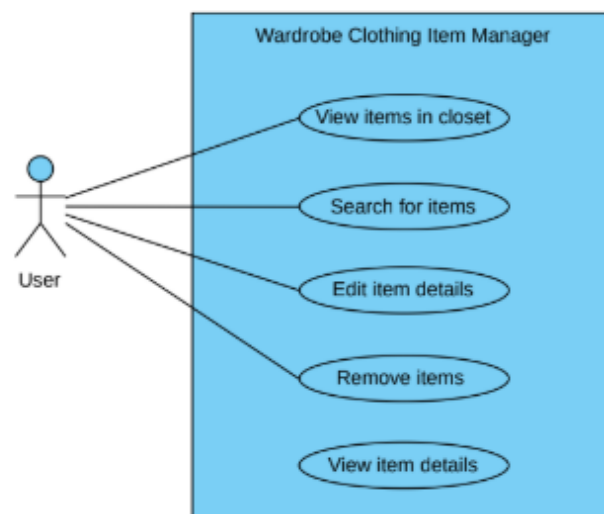 Wardrobe Clothing Item Manager
View items in closet
Search for items
Edit item details
User
Remove items
View item details